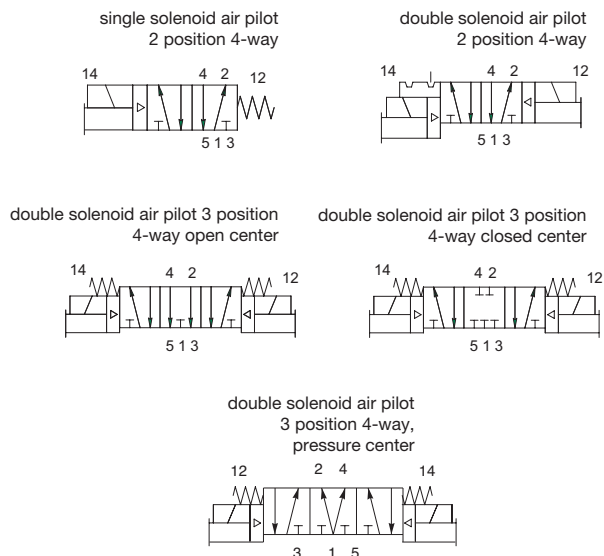 single solenoid air pilot
2 position 4-way
14
4 2
12
5 1 3
double solenoid air pilot
2 position 4-way
14
4 2
12
5 1 3
double solenoid air pilot 3 position
4-way open center
14
4 2
12
5 1 3
double solenoid air pilot 3 position
4-way closed center
14
4 2
12
5 1 3
double solenoid air pilot
3 position 4-way,
pressure center
12
2 4
14
3 1 5